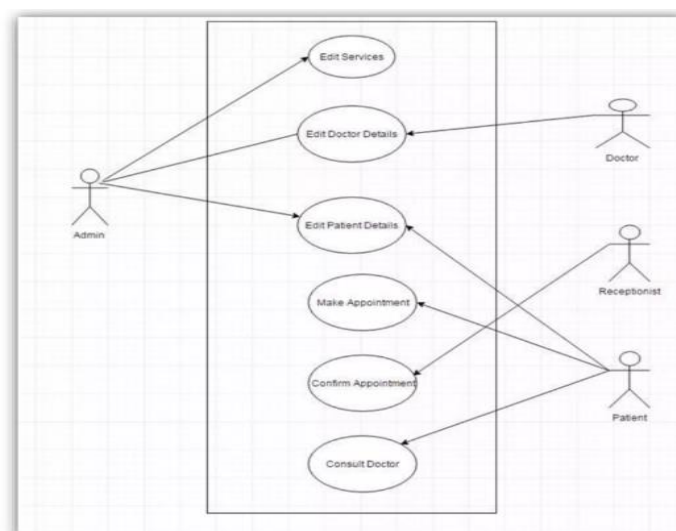 Edit Services
Edit Doctor Details
Doctor
Admin
Edit Patient Details
Receptionist
Make Appointment
Confirm Appointment
Patient
Consult Doctor